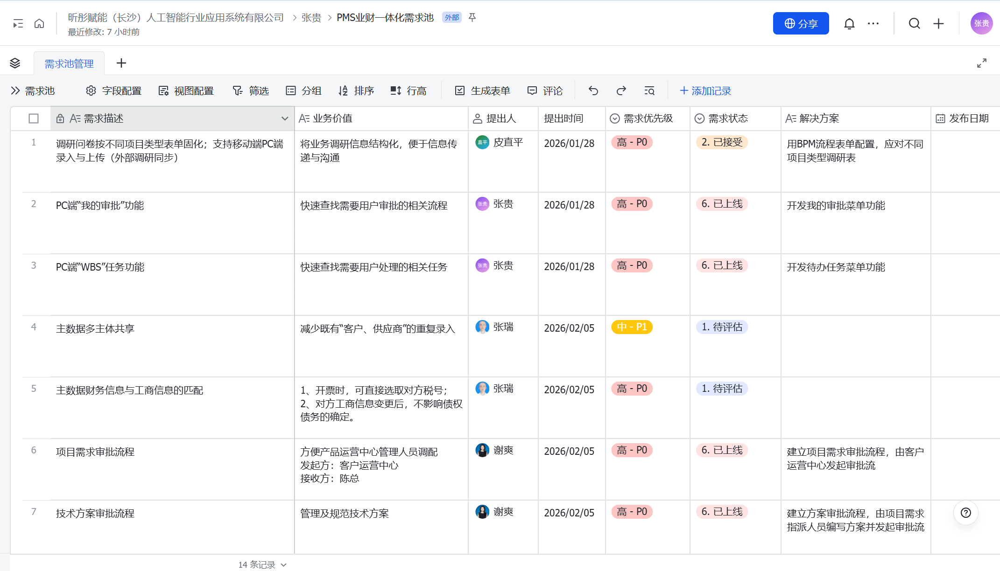 昕彤赋能（长沙）人工智能行业应用系统有限公司 > 张贵 > PMS业财一体化需求池 外部
最近修改: 7 小时前
分享
张贵
需求池管理
需求池 字段配置 视图配置 筛选 分组 排序 行高 生成表单 评论 添加记录
需求描述 业务价值 提出人 提出时间 需求优先级 需求状态 解决方案 发布日期
1 调研问卷按不同项目类型表单固化；支持移动端PC端 将业务调研信息结构化，便于信息传 直平 皮直平 2026/01/28 高 - P0 2. 已接受 用BPM流程表单配置，应对不同
录入与上传（外部调研同步） 递与沟通 项目类型调研表
2 PC端“我的审批”功能 快速查找需要用户审批的相关流程 张贵 张贵 2026/01/28 高 - P0 6. 已上线 开发我的审批菜单功能
3 PC端“WBS”任务功能 快速查找需要用户处理的相关任务 张贵 张贵 2026/01/28 高 - P0 6. 已上线 开发待办任务菜单功能
4 主数据多主体共享 减少既有“客户、供应商”的重复录入 张瑞 2026/02/05 中 - P1 1. 待评估
5 主数据财务信息与工商信息的匹配 1、开票时，可直接选取对方税号； 张瑞 2026/02/05 高 - P0 1. 待评估
2、对方工商信息变更后，不影响债权
债务的确定。
6 项目需求审批流程 方便产品运营中心管理人员调配 谢爽 2026/02/05 高 - P0 6. 已上线 建立项目需求审批流程，由客户
发起方：客户运营中心 运营中心发起审批流
接收方：陈总
7 技术方案审批流程 管理及规范技术方案 谢爽 2026/02/05 高 - P0 6. 已上线 建立方案审批流程，由项目需求
指派人员编写方案并发起审批流
14 条记录